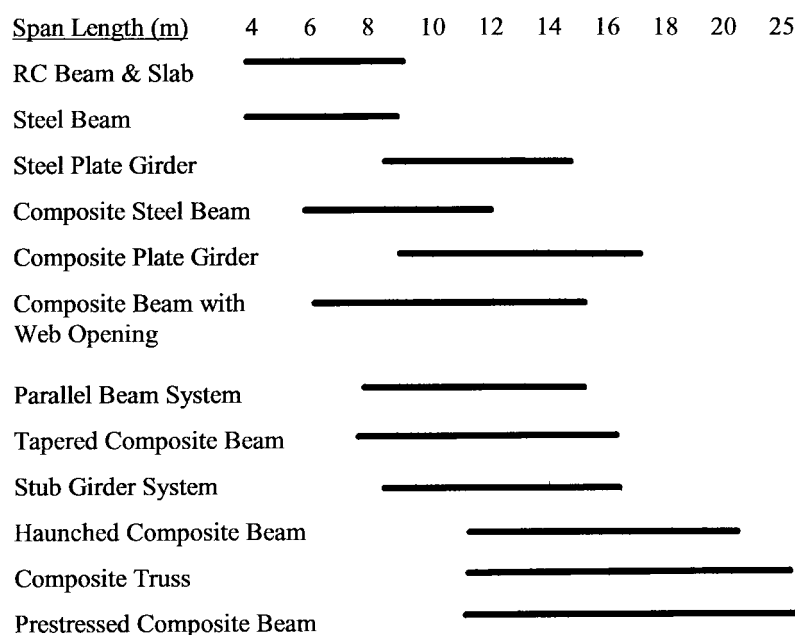 Span Length (m) 4 6 8 10 12 14 16 18 20 25
RC Beam & Slab
Steel Beam
Steel Plate Girder
Composite Steel Beam
Composite Plate Girder
Composite Beam with
Web Opening
Parallel Beam System
Tapered Composite Beam
Stub Girder System
Haunched Composite Beam
Composite Truss
Prestressed Composite Beam